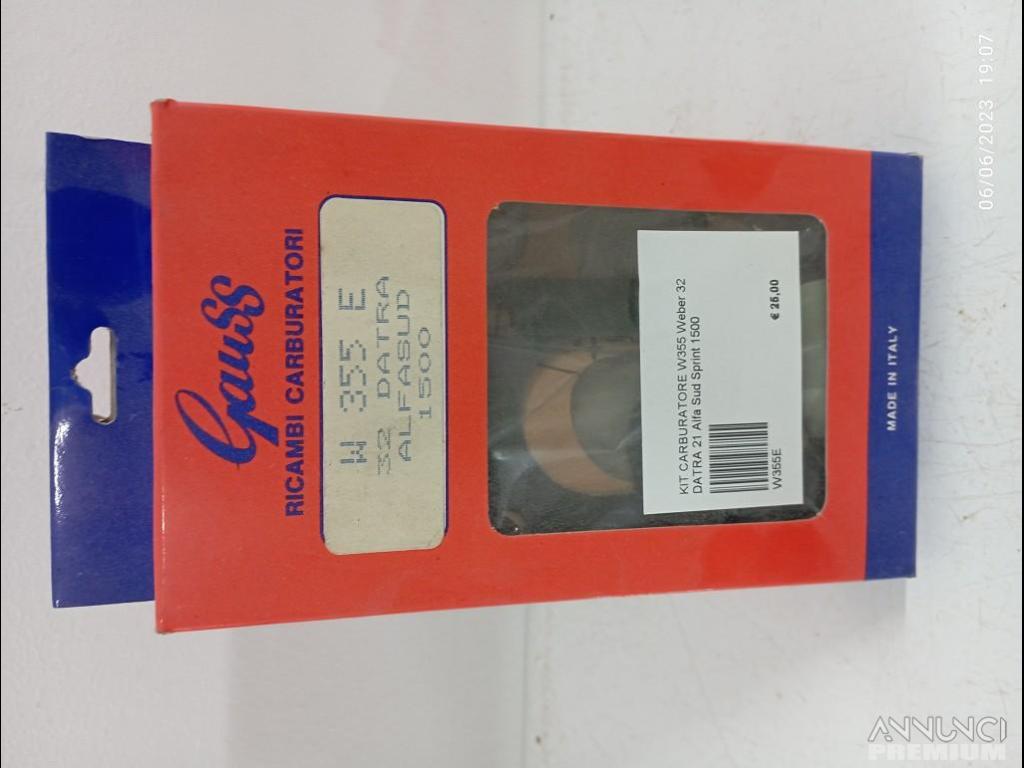 Gauss
RICAMBI CARBURATORI
W 355 E
32 DATRA
ALFASUD
1500
KIT CARBURATORE W355 Weber 32
DATRA 21 Alfa Sud Sprint 1500
W355E
€ 25,00
MADE IN ITALY
06/06/2023 19:07
ANNUNCI
PREMIUM